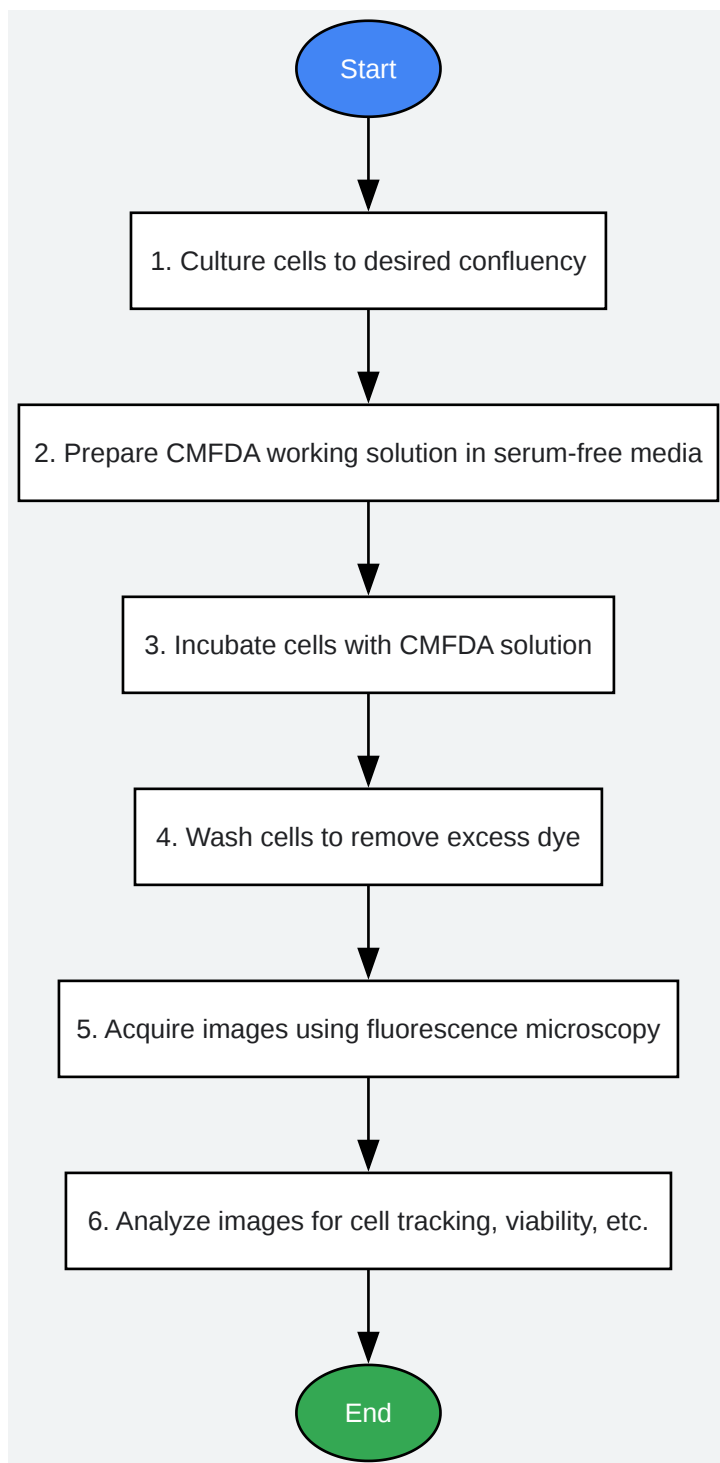 Start
1. Culture cells to desired confluency
2. Prepare CMFDA working solution in serum-free media
3. Incubate cells with CMFDA solution
4. Wash cells to remove excess dye
5. Acquire images using fluorescence microscopy
6. Analyze images for cell tracking, viability, etc.
End